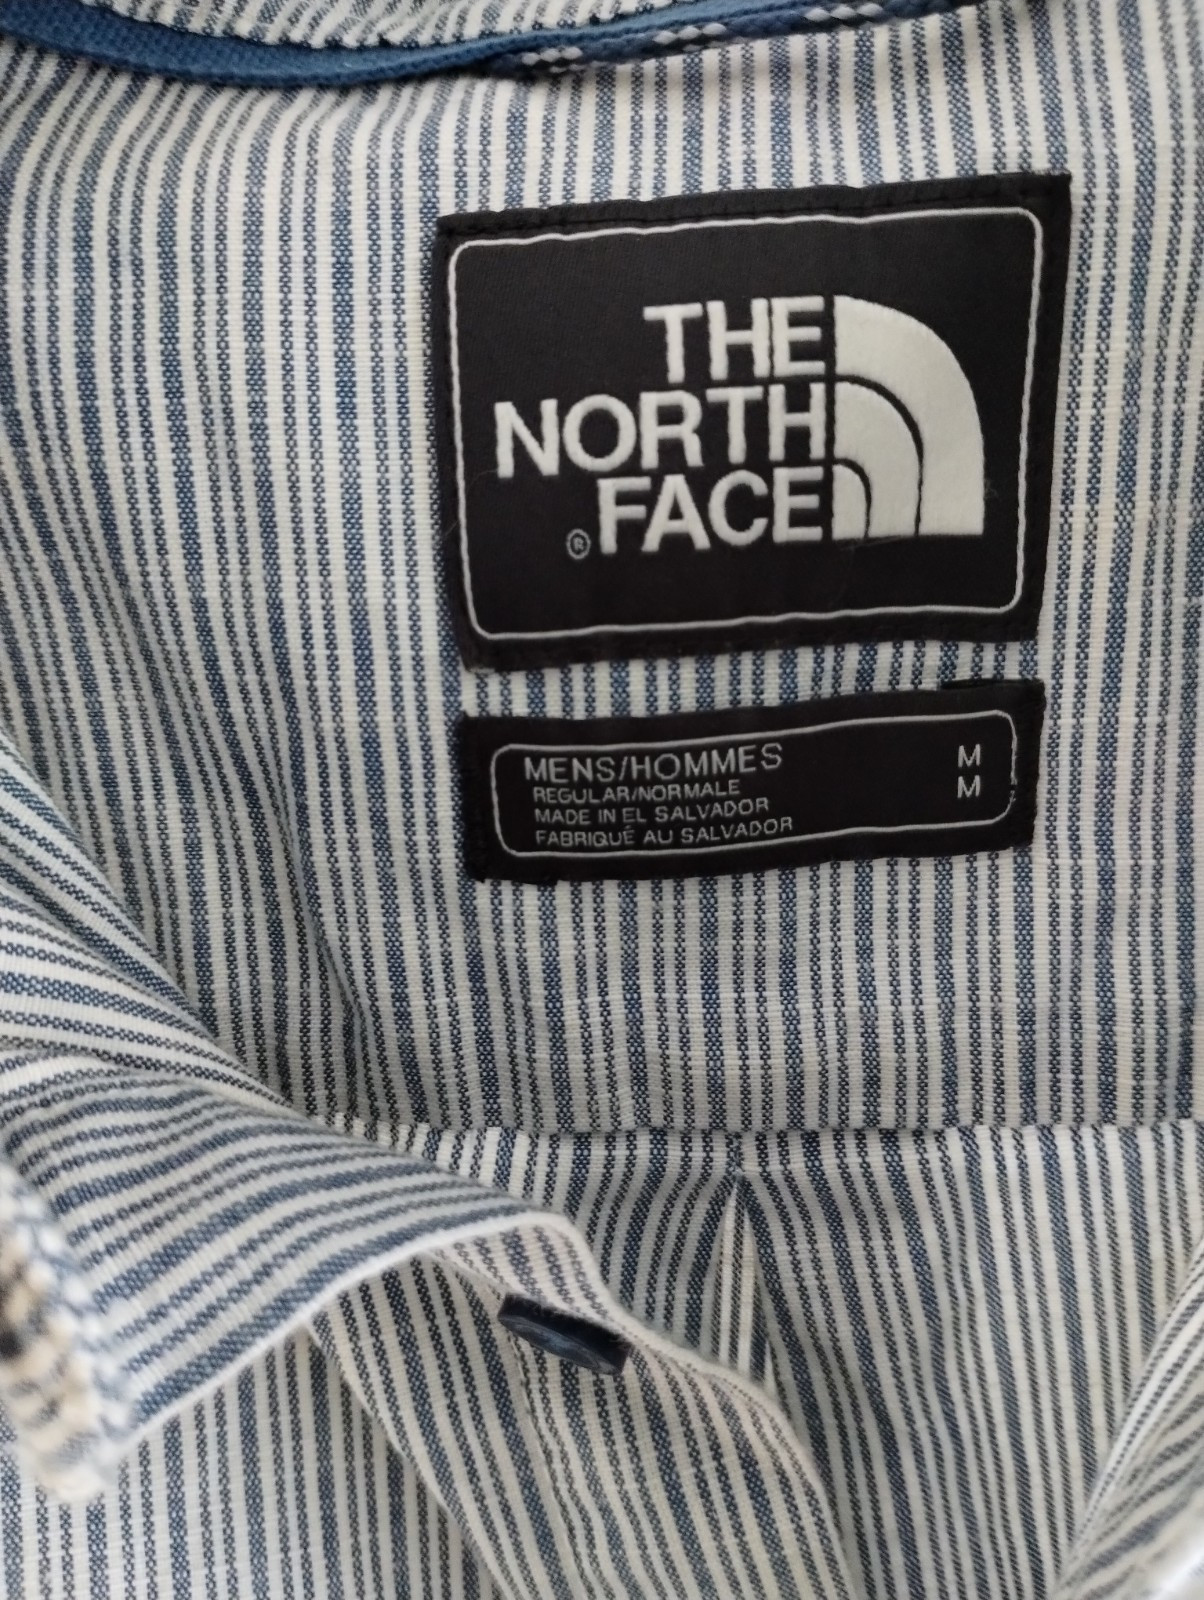 THE
NORTH
® FACE
MENS/HOMMES M
REGULAR/NORMALE M
MADE IN EL SALVADOR
FABRIQUÉ AU SALVADOR